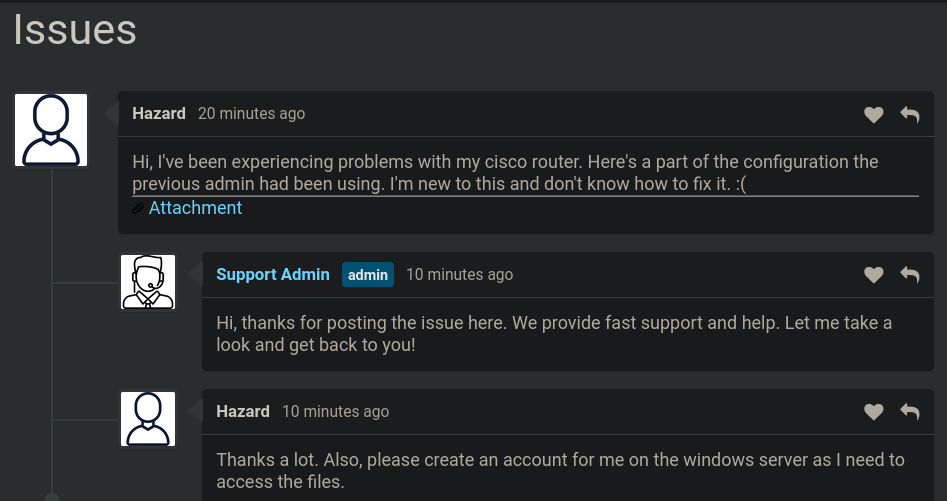 Issues
Hazard 20 minutes ago
Hi, I've been experiencing problems with my cisco router. Here's a part of the configuration the
previous admin had been using. I'm new to this and don't know how to fix it. :(
Attachment
Support Admin admin 10 minutes ago
Hi, thanks for posting the issue here. We provide fast support and help. Let me take a
look and get back to you!
Hazard 10 minutes ago
Thanks a lot. Also, please create an account for me on the windows server as I need to
access the files.